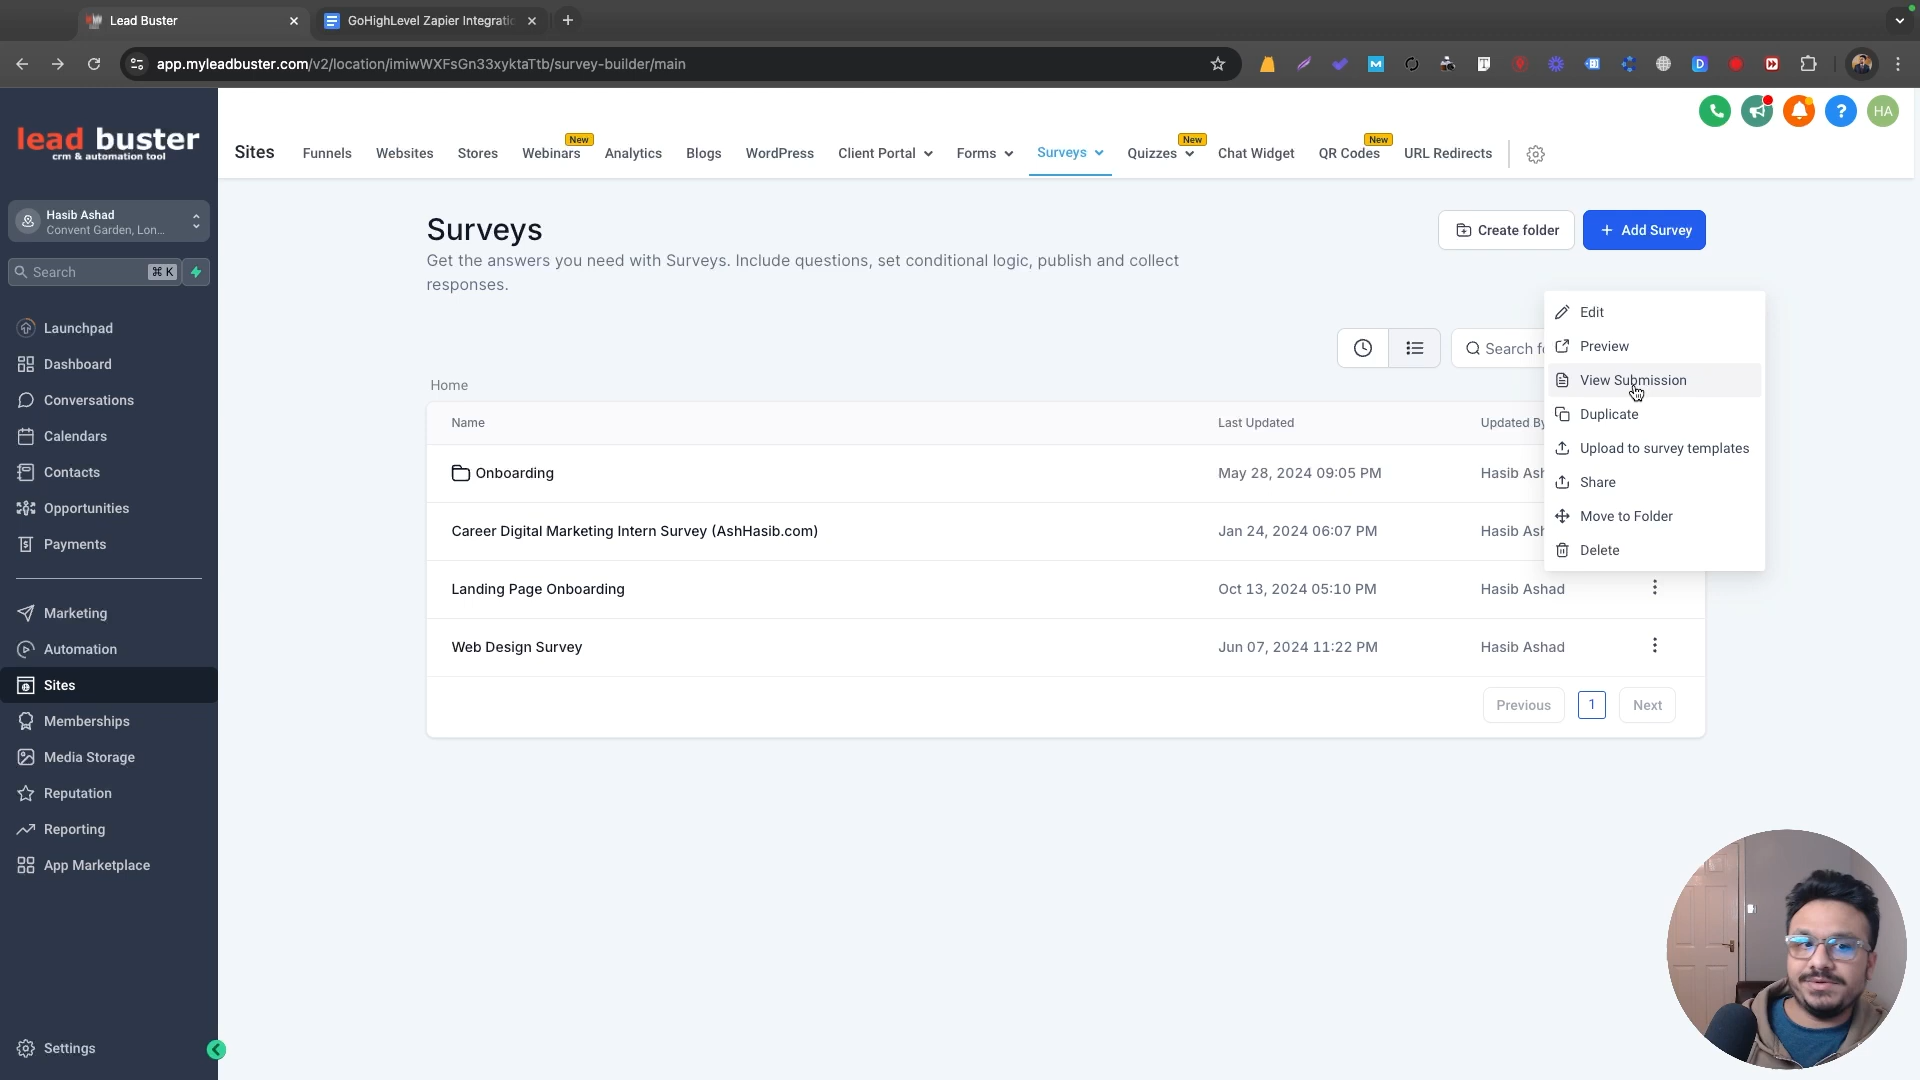 Lead Buster
GoHighLevel Zapier Integratio
app.myleadbuster.com/v2/location/imiwWXFsGn33xyktaTtb/survey-builder/main
lead buster
crm & automation tool
Hasib Ashad
Convent Garden, Lon...
Search
⌘ K
Launchpad
Dashboard
Conversations
Calendars
Contacts
Opportunities
Payments
Marketing
Automation
Sites
Memberships
Media Storage
Reputation
Reporting
App Marketplace
Settings
HA
Sites
Funnels
Websites
Stores
Webinars
New
Analytics
Blogs
WordPress
Client Portal
Forms
Surveys
Quizzes
New
Chat Widget
QR Codes
New
URL Redirects
Surveys
Get the answers you need with Surveys. Include questions, set conditional logic, publish and collect
responses.
Create folder
+ Add Survey
Search fo
Home
Name
Last Updated
Updated By
Onboarding
May 28, 2024 09:05 PM
Hasib Ash
Career Digital Marketing Intern Survey (AshHasib.com)
Jan 24, 2024 06:07 PM
Hasib Ash
Landing Page Onboarding
Oct 13, 2024 05:10 PM
Hasib Ashad
Web Design Survey
Jun 07, 2024 11:22 PM
Hasib Ashad
Previous
1
Next
Edit
Preview
View Submission
Duplicate
Upload to survey templates
Share
Move to Folder
Delete